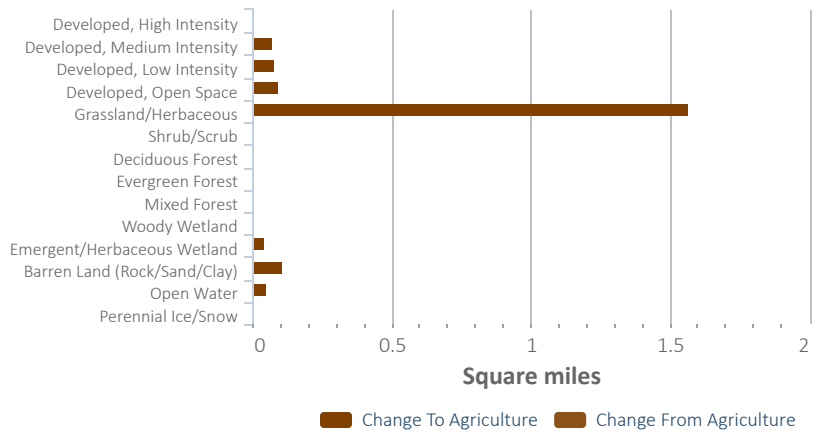 Developed, High Intensity
Developed, Medium Intensity
Developed, Low Intensity
Developed, Open Space
Grassland/Herbaceous
Shrub/Scrub
Deciduous Forest
Evergreen Forest
Mixed Forest
Woody Wetland
Emergent/Herbaceous Wetland
Barren Land (Rock/Sand/Clay)
Open Water
Perennial Ice/Snow
0 0.5 1 1.5 2
Square miles
Change To Agriculture Change From Agriculture